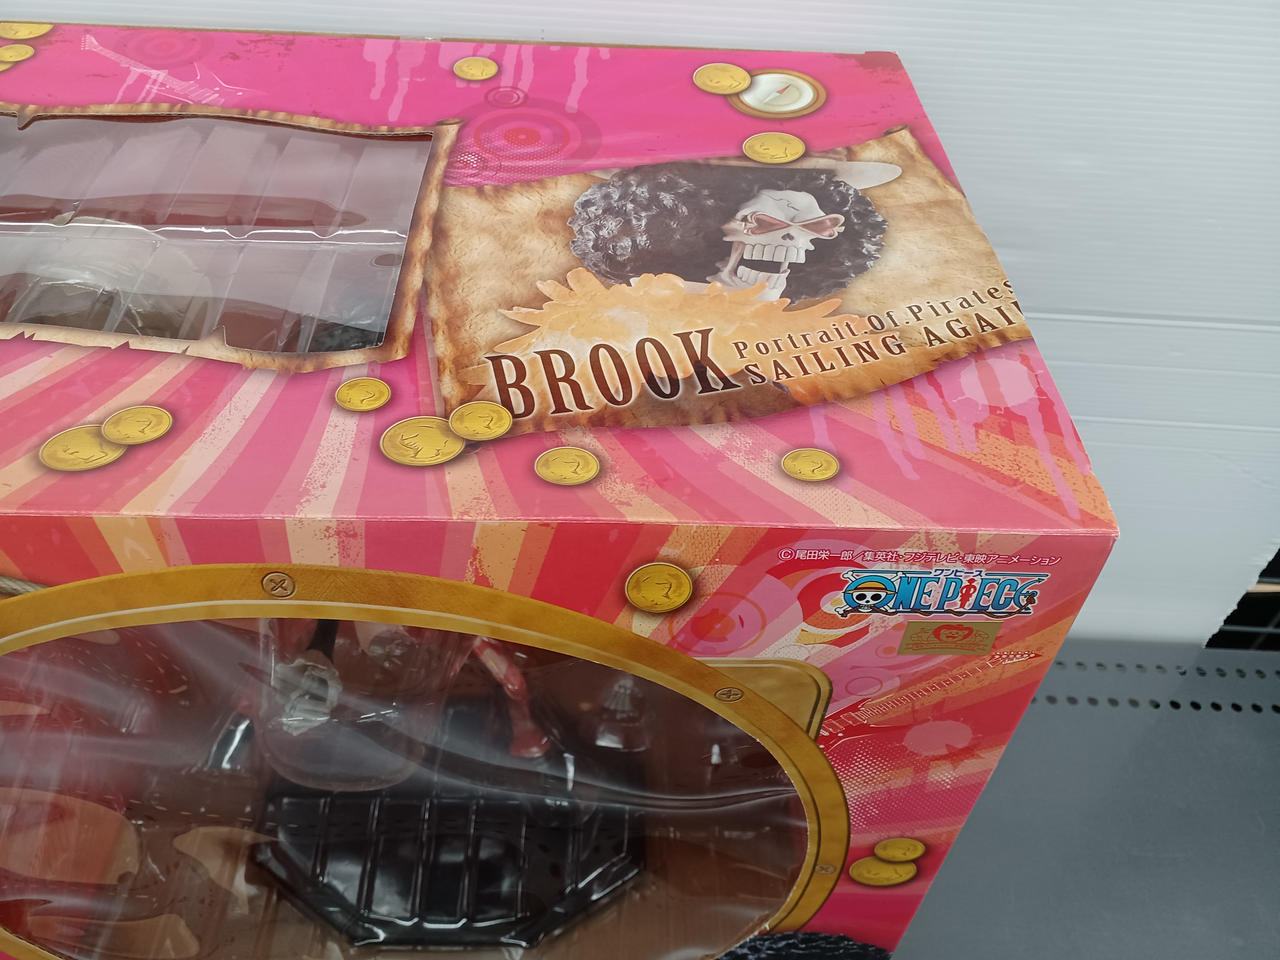 BROOK
Portrait.Of.Pirates
SAILING AGAI
©尾田栄一郎／集英社・フジテレビ・東映アニメーション
ワンピース
ONE PIECE